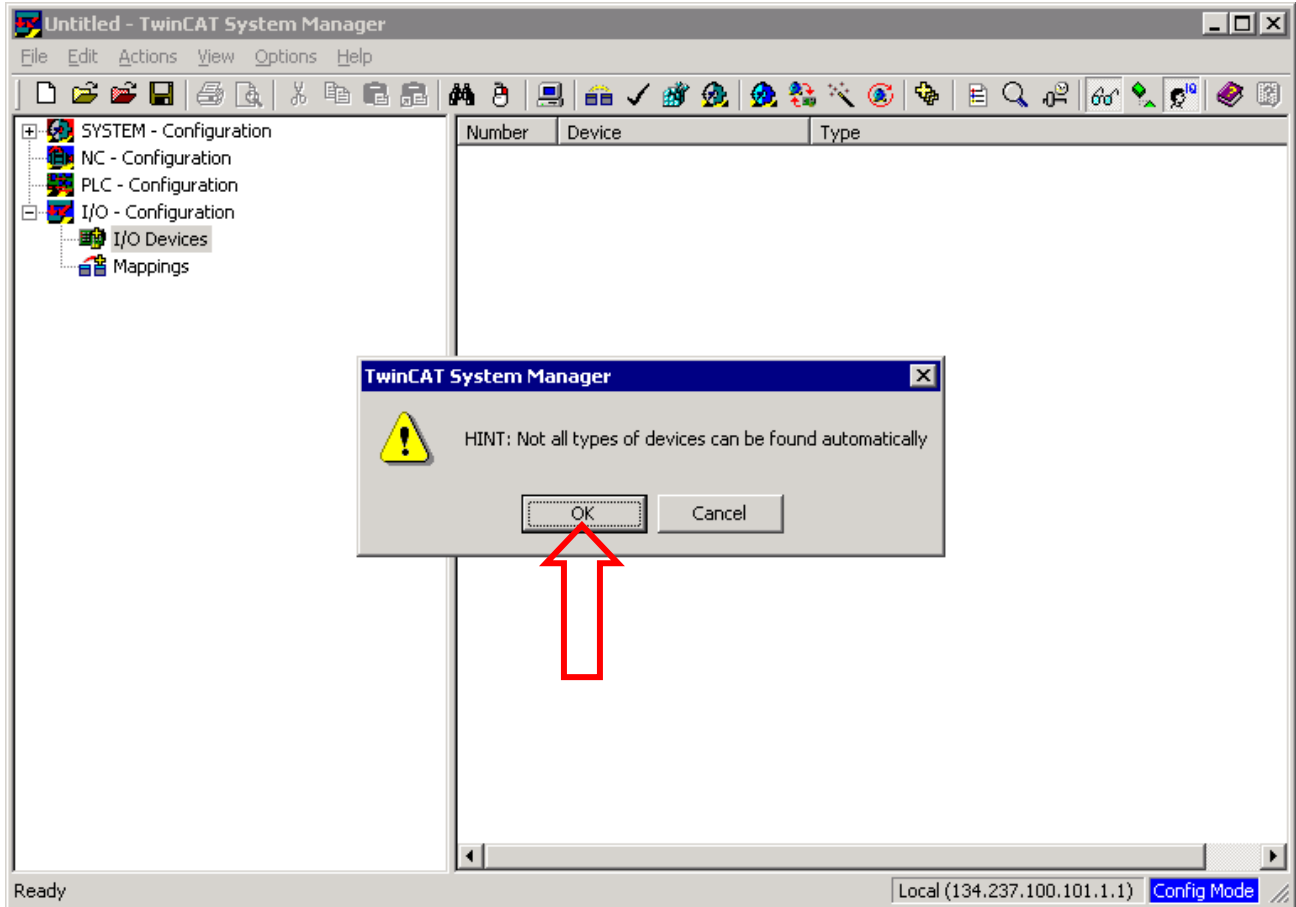 Untitled - TwinCAT System Manager
File Edit Actions View Options Help
SYSTEM - Configuration
NC - Configuration
PLC - Configuration
I/O - Configuration
I/O Devices
Mappings
Number Device Type
TwinCAT System Manager
HINT: Not all types of devices can be found automatically
OK Cancel
Ready Local (134.237.100.101.1.1) Config Mode